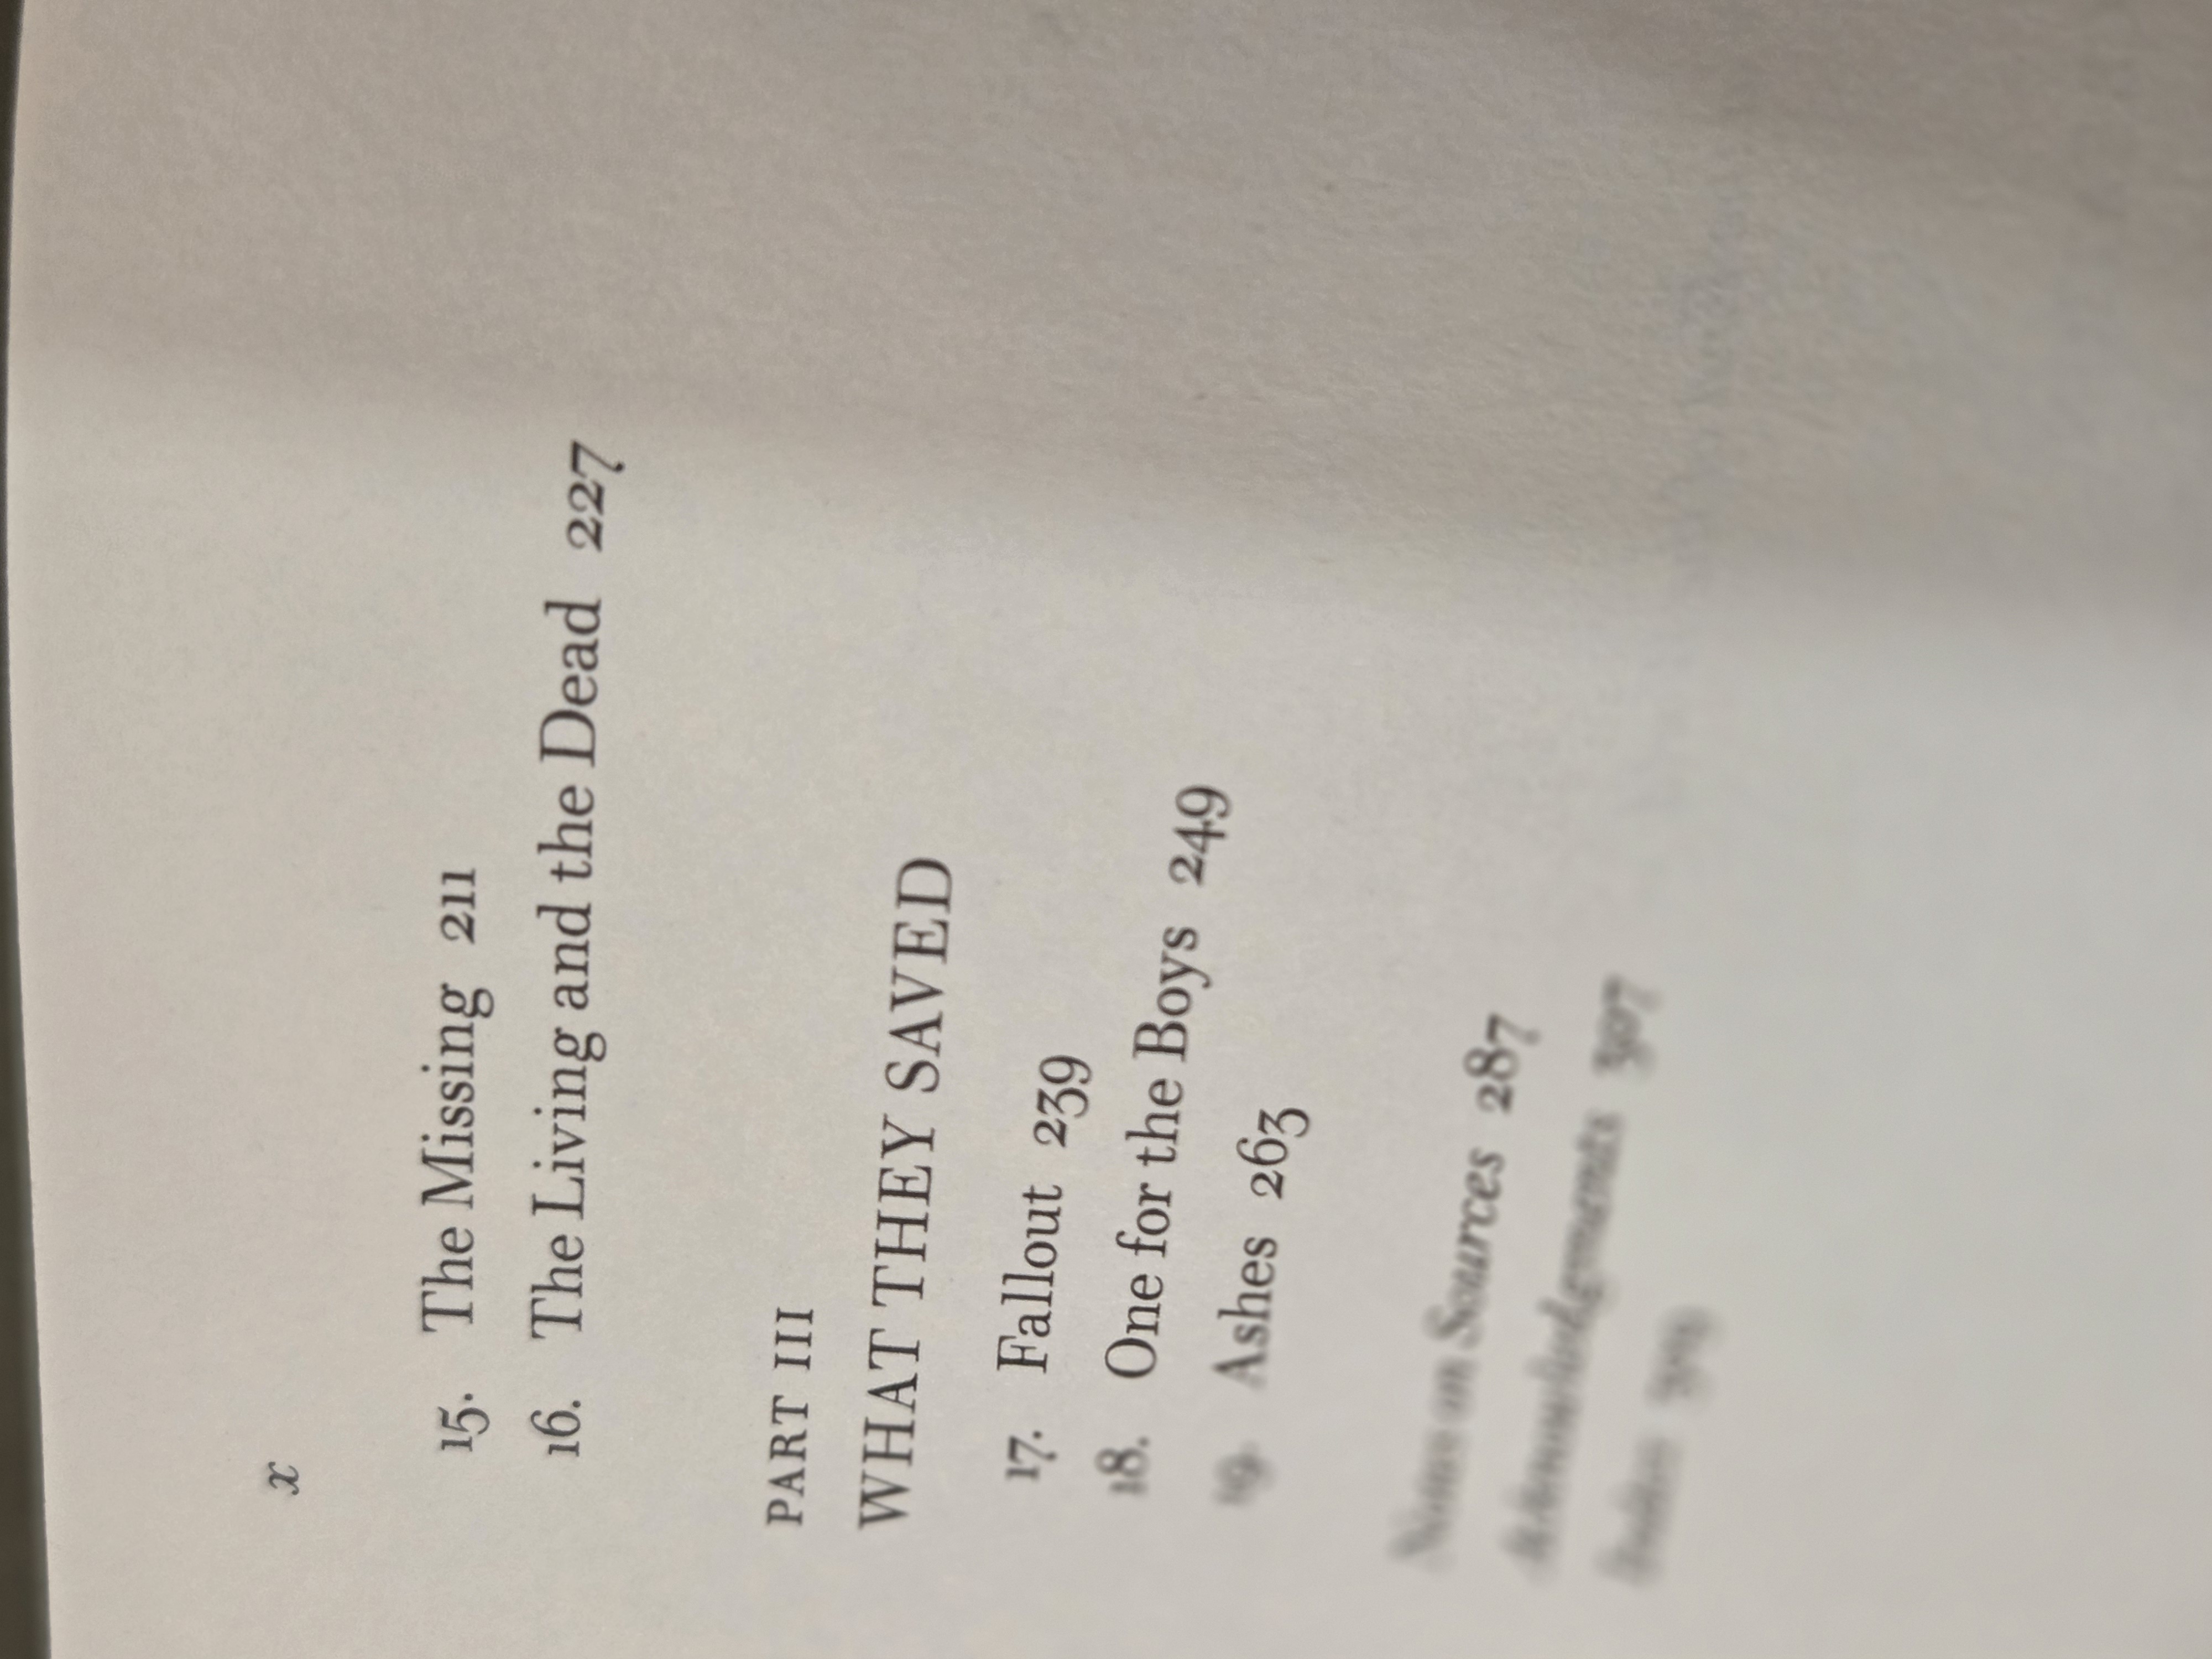 x
15. The Missing 211
16. The Living and the Dead 227
PART III
WHAT THEY SAVED
17. Fallout 239
18. One for the Boys 249
19. Ashes 263
Notes on Sources 287
Acknowledgments 307
Index